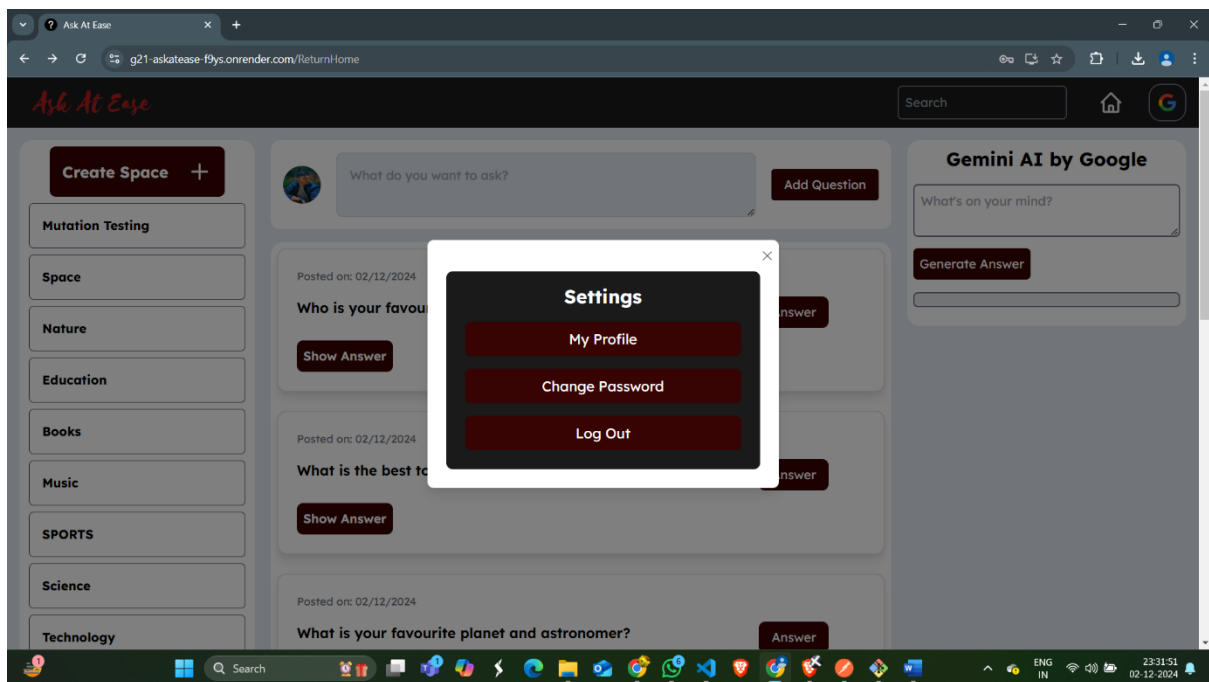 Ask At Ease
g21-askatease-f9ys.onrender.com/ReturnHome
Ask At Ease
Search
Create Space +
Mutation Testing
Space
Nature
Education
Books
Music
SPORTS
Science
Technology
What do you want to ask?
Add Question
Posted on: 02/12/2024
Who is your
Show Answer
Posted on: 02/12/2024
What is the best
Show Answer
Posted on: 02/12/2024
What is your favourite planet and astronomer?
Answer
Settings
My Profile
Change Password
Log Out
Gemini AI by Google
What's on your mind?
Generate Answer
Search
ENG
IN
23:31:51
02-12-2024